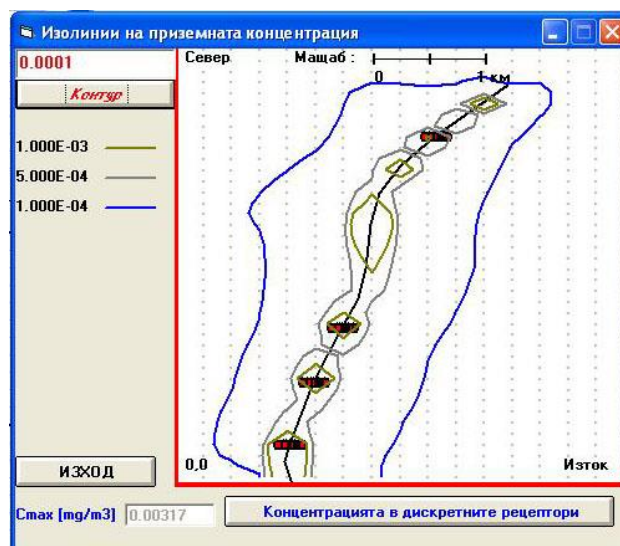 Изолинии на приземната концентрация
0.0001
Контур
1.000E-03
5.000E-04
1.000E-04
Север Мащаб :
0 1 км
0,0 Изток
ИЗХОД
Cmax [mg/m3] 0.00317
Концентрацията в дискретните рецептори